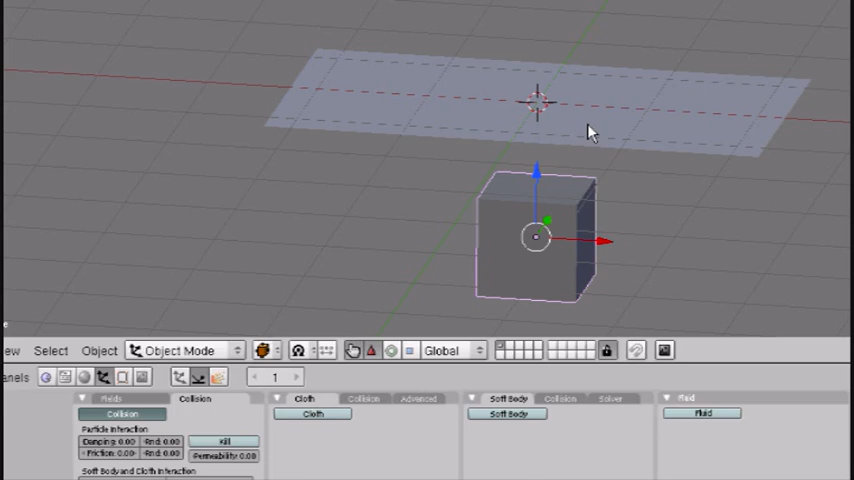 ew Select Object Object Mode Global
anels 1
Fields Collision Cloth Collision Advanced Soft Body Collision Solver Fluid
Collision Cloth Soft Body Fluid
Particle Interaction
Damping: 0.00 Rnd: 0.00 Kill
Friction: 0.00 Rnd: 0.00 Permeability: 0.00
Soft Body and Cloth Interaction